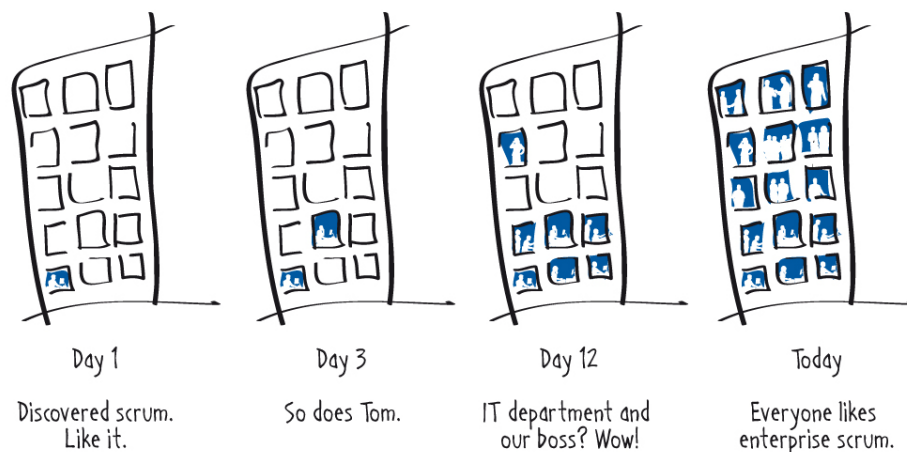 Day 1
Discovered scrum.
Like it.
Day 3
So does Tom.
Day 12
IT department and
our boss? Wow!
Today
Everyone likes
enterprise scrum.